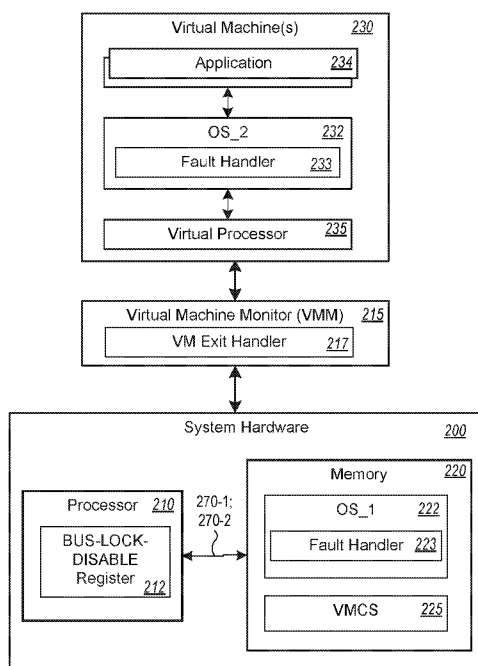 Virtual Machine(s) 230
Application 234
OS_2 232
Fault Handler 233
Virtual Processor 235
Virtual Machine Monitor (VMM) 215
VM Exit Handler 217
System Hardware 200
Memory 220
Processor 210
270-1;
270-2
OS_1 222
BUS-LOCK-
DISABLE
Register 212
Fault Handler 223
VMCS 225